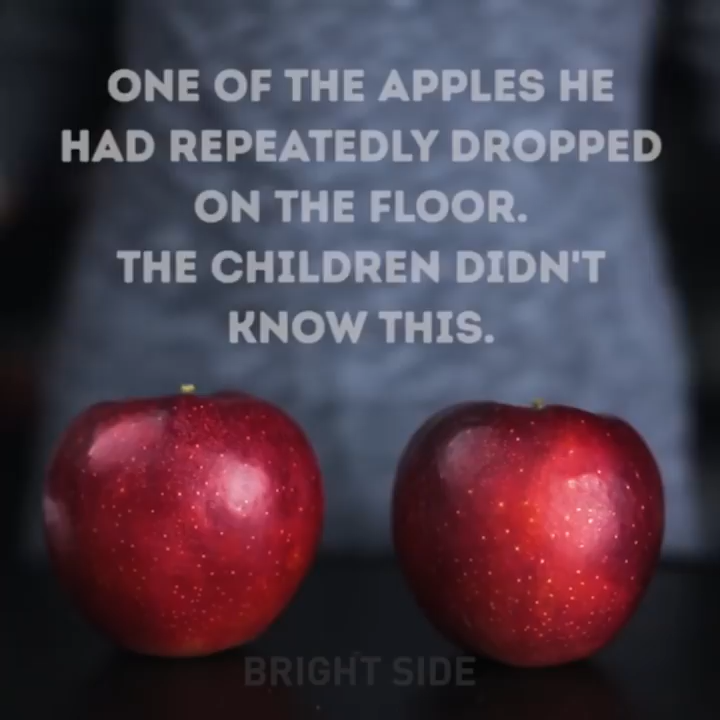 ONE OF THE APPLES HE
HAD REPEATEDLY DROPPED
ON THE FLOOR.
THE CHILDREN DIDN'T
KNOW THIS.
BRIGHT SIDE